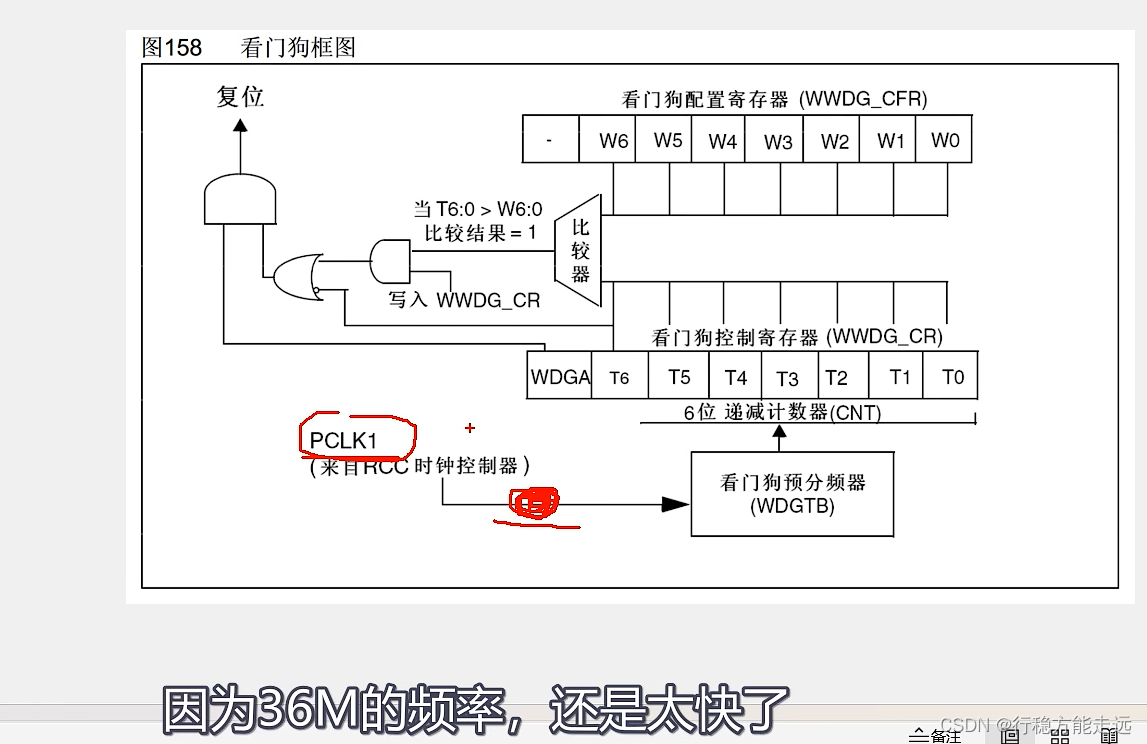 图158 看门狗框图
复位
看门狗配置寄存器 (WWDG_CFR)
- W6 W5 W4 W3 W2 W1 W0
当 T6:0 > W6:0
比较结果 = 1
比较器
写入 WWDG_CR
看门狗控制寄存器 (WWDG_CR)
WDGA T6 T5 T4 T3 T2 T1 T0
6位 递减计数器(CNT)
PCLK1
(来自RCC 时钟控制器)
看门狗预分频器
(WDGTB)
因为36M的频率，还是太快了
CSDN @行稳方能走远
备注